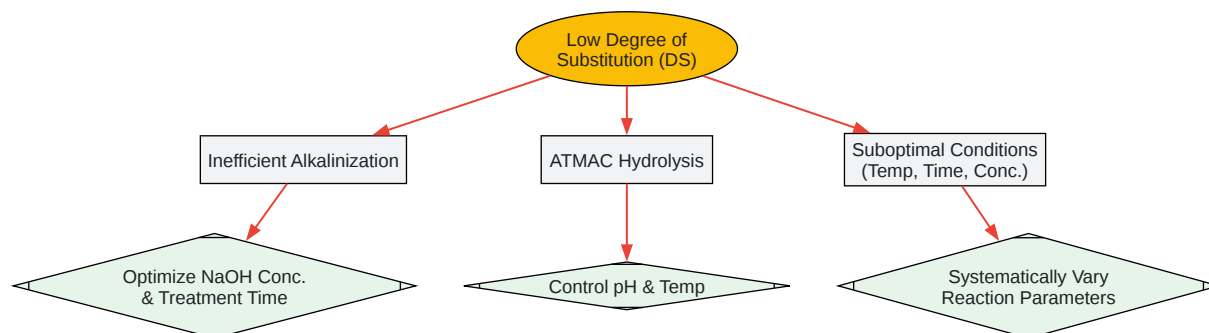 Low Degree of
Substitution (DS)
Inefficient Alkalinization
ATMAC Hydrolysis
Suboptimal Conditions
(Temp, Time, Conc.)
Optimize NaOH Conc.
& Treatment Time
Control pH & Temp
Systematically Vary
Reaction Parameters